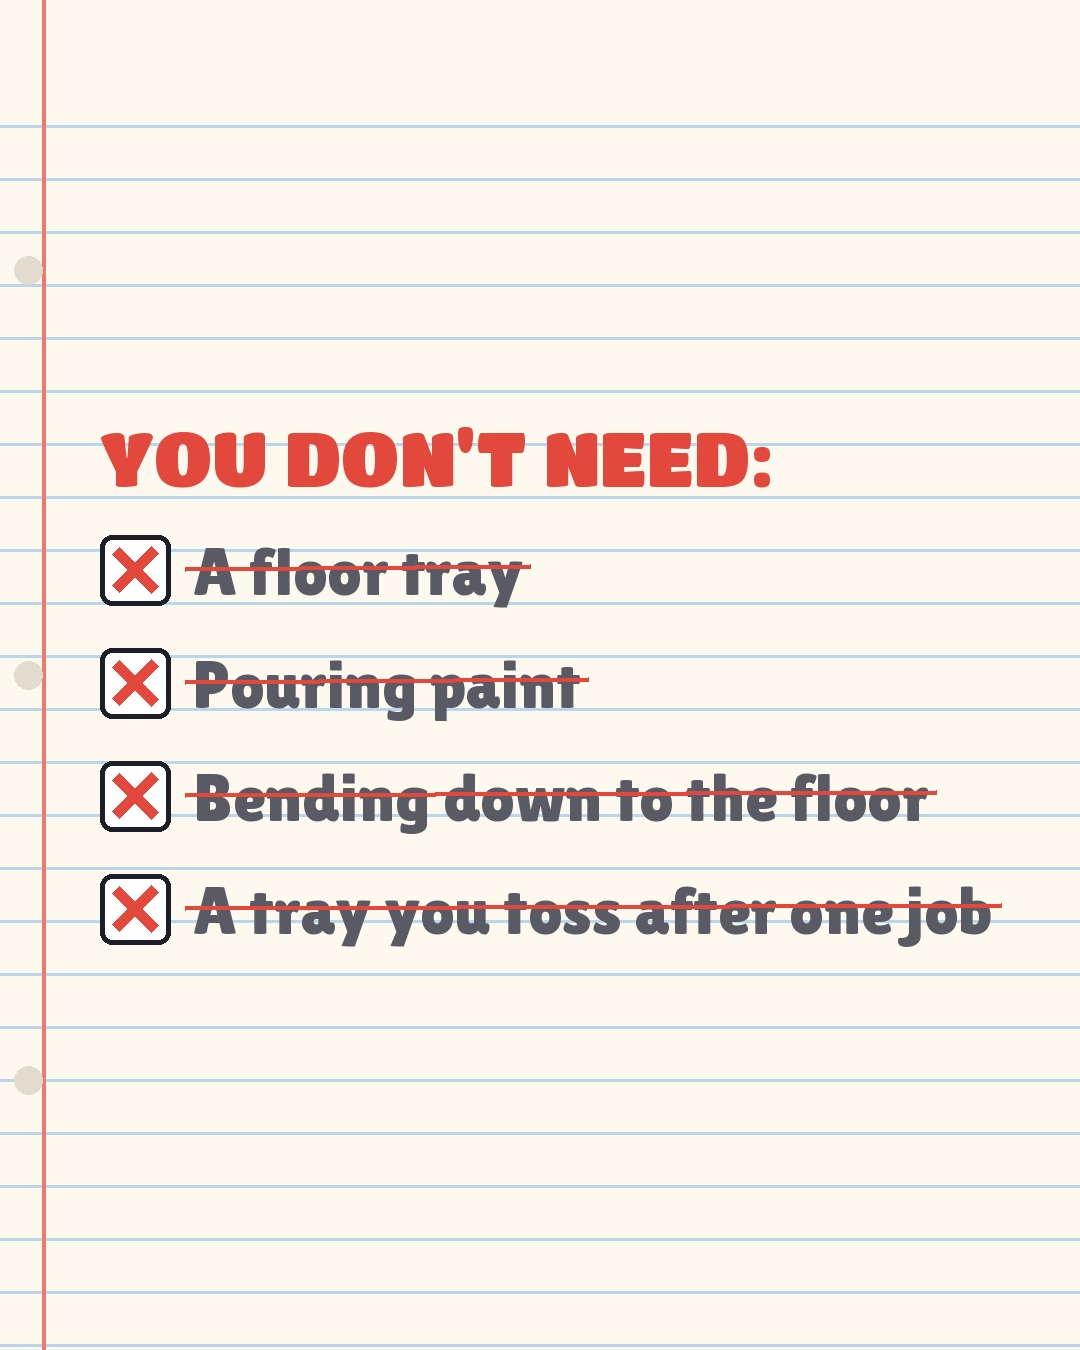 YOU DON'T NEED:
A floor tray
Pouring paint
Bending down to the floor
A tray you toss after one job